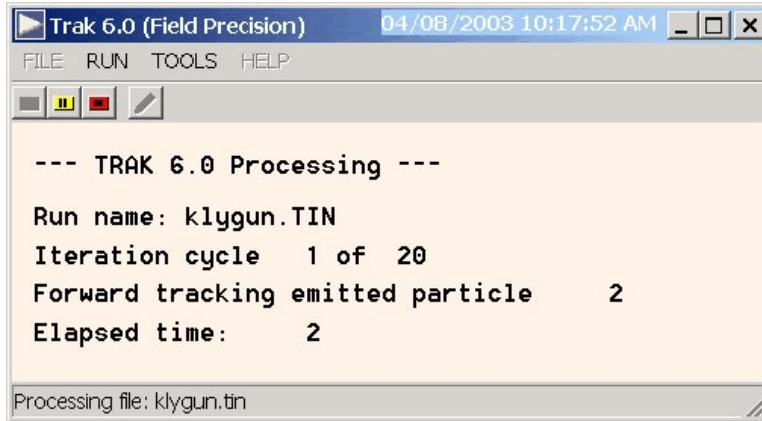 Trak 6.0 (Field Precision) 04/08/2003 10:17:52 AM
FILE RUN TOOLS HELP
--- TRAK 6.0 Processing ---
Run name: klygun.TIN
Iteration cycle 1 of 20
Forward tracking emitted particle 2
Elapsed time: 2
Processing file: klygun.tin